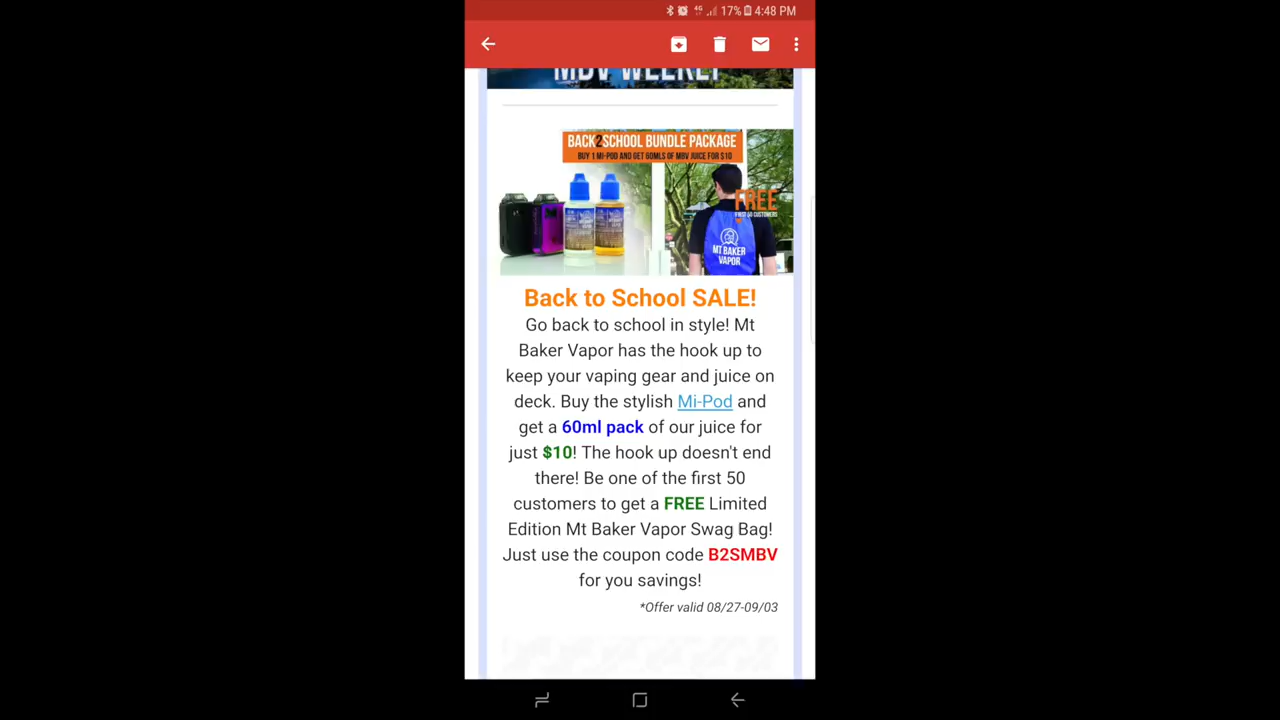 4G 17% 4:48 PM
MBV WEEKLY
BACK2SCHOOL BUNDLE PACKAGE
BUY 1 MI-POD AND GET 60MLS OF MBV JUICE FOR $10
FREE
FIRST 50 CUSTOMERS
MT BAKER
VAPOR
Back to School SALE!
Go back to school in style! Mt
Baker Vapor has the hook up to
keep your vaping gear and juice on
deck. Buy the stylish Mi-Pod and
get a 60ml pack of our juice for
just $10! The hook up doesn't end
there! Be one of the first 50
customers to get a FREE Limited
Edition Mt Baker Vapor Swag Bag!
Just use the coupon code B2SMBV
for you savings!
*Offer valid 08/27-09/03